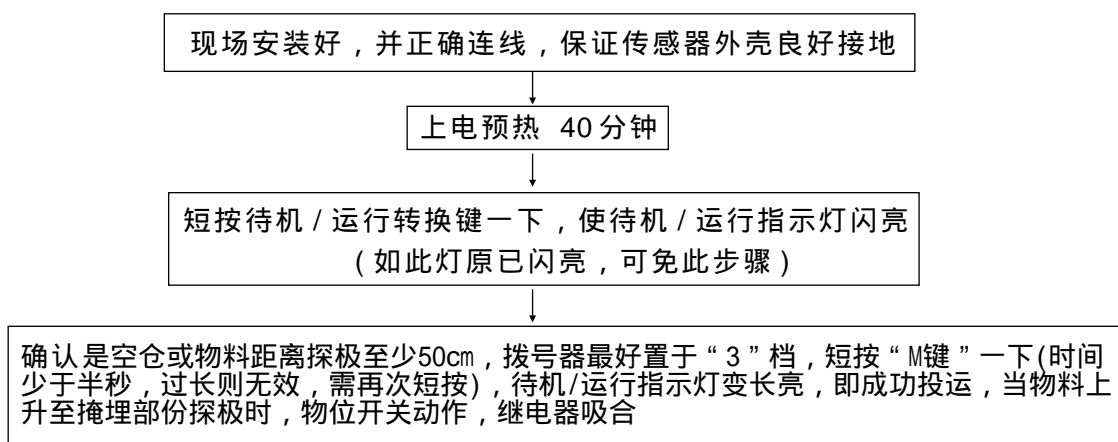 现场安装好，并正确连线，保证传感器外壳良好接地
上电预热 40分钟
短按待机/运行转换键一下，使待机/运行指示灯闪亮
(如此灯原已闪亮，可免此步骤)
确认是空仓或物料距离探极至少50㎝，拨号器最好置于“3”档，短按“M键”一下(时间
少于半秒，过长则无效，需再次短按)，待机/运行指示灯变长亮，即成功投运，当物料上
升至掩埋部份探极时，物位开关动作，继电器吸合